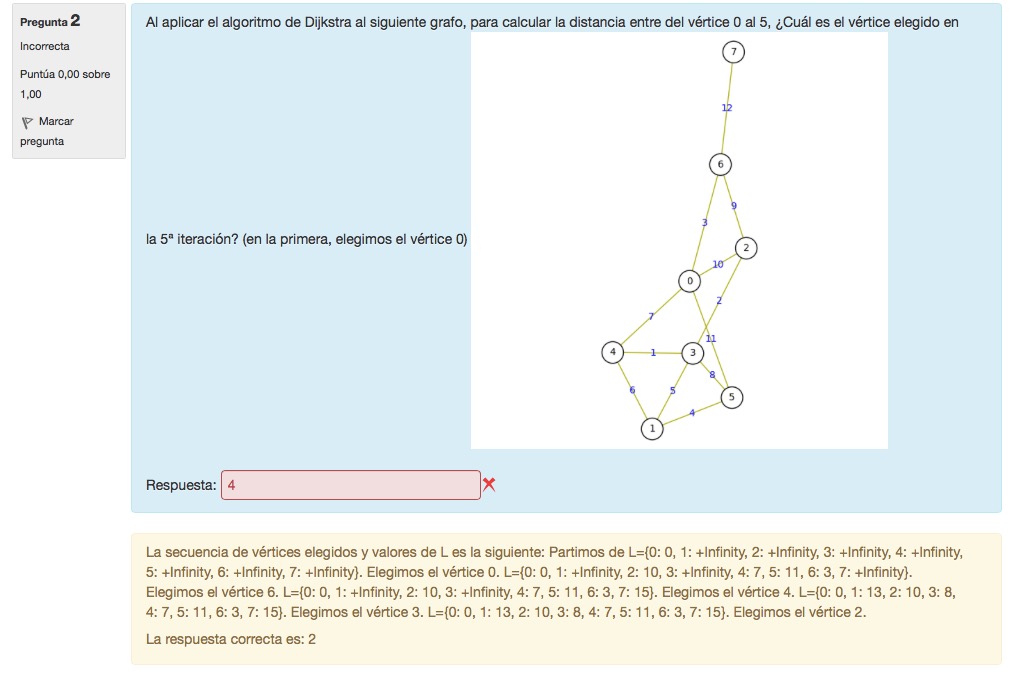 Pregunta 2
Incorrecta
Puntúa 0,00 sobre
1,00
Marcar
pregunta
Al aplicar el algoritmo de Dijkstra al siguiente grafo, para calcular la distancia entre del vértice 0 al 5, ¿Cuál es el vértice elegido en
7
12
6
9
3
2
la 5ª iteración? (en la primera, elegimos el vértice 0)
10
0
2
7
11
4
1
3
8
6
5
5
4
1
Respuesta: 4
La secuencia de vértices elegidos y valores de L es la siguiente: Partimos de L={0: 0, 1: +Infinity, 2: +Infinity, 3: +Infinity, 4: +Infinity,
5: +Infinity, 6: +Infinity, 7: +Infinity}. Elegimos el vértice 0. L={0: 0, 1: +Infinity, 2: 10, 3: +Infinity, 4: 7, 5: 11, 6: 3, 7: +Infinity}.
Elegimos el vértice 6. L={0: 0, 1: +Infinity, 2: 10, 3: +Infinity, 4: 7, 5: 11, 6: 3, 7: 15}. Elegimos el vértice 4. L={0: 0, 1: 13, 2: 10, 3: 8,
4: 7, 5: 11, 6: 3, 7: 15}. Elegimos el vértice 3. L={0: 0, 1: 13, 2: 10, 3: 8, 4: 7, 5: 11, 6: 3, 7: 15}. Elegimos el vértice 2.
La respuesta correcta es: 2